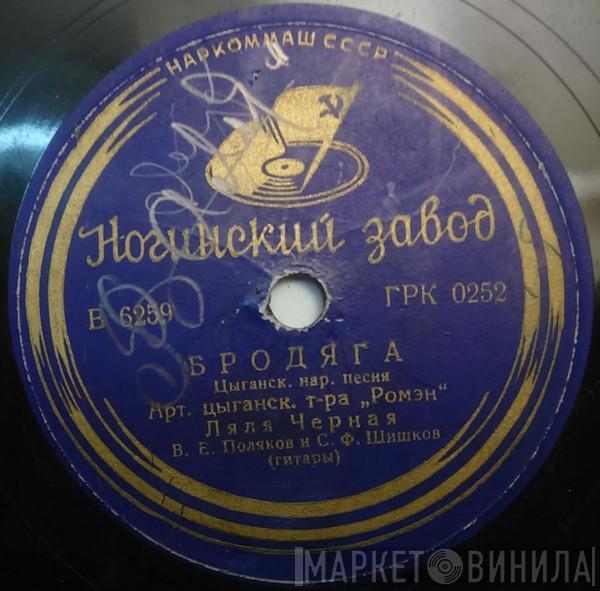 НАРКОММАШ СССР
Ногинский завод
В 6259
ГРК 0252
БРОДЯГА
Цыганск. нар. песня
Арт. цыганск. т-ра „Ромэн“
Ляля Черная
В. Е. Поляков и С. Ф. Шишков
(гитары)
МАРКЕТ ВИНИЛА